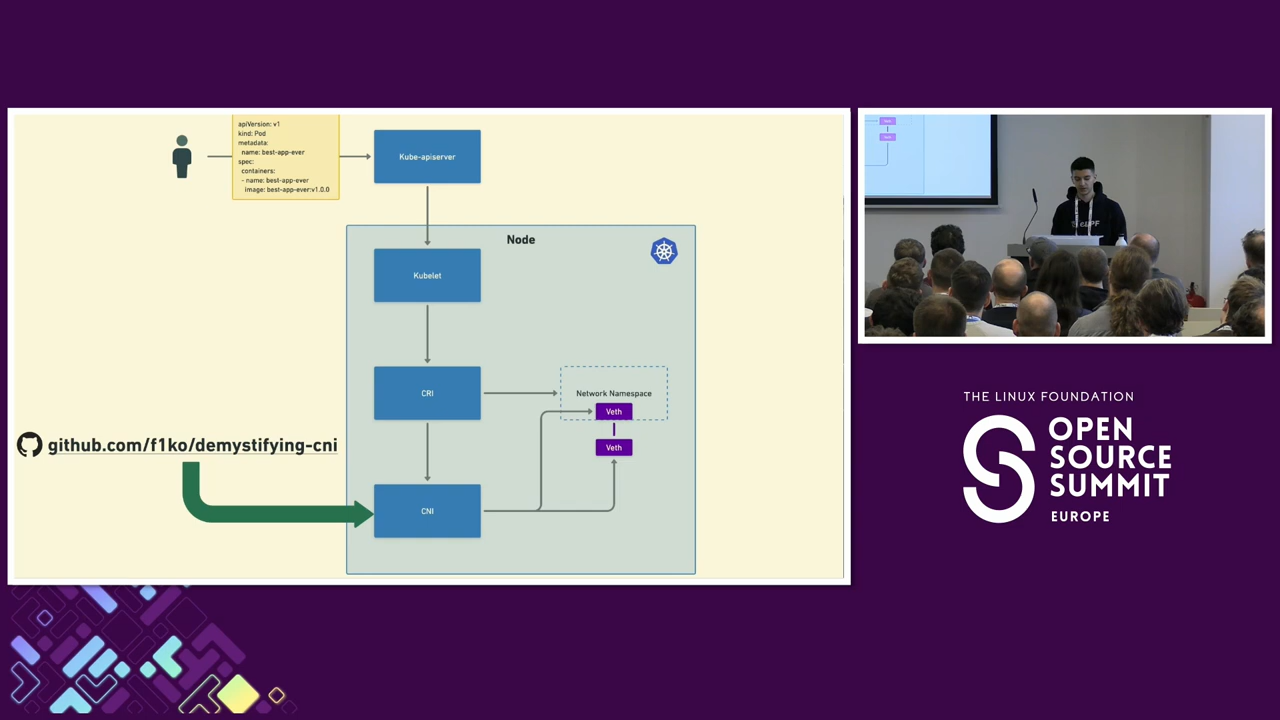 apiVersion: v1
kind: Pod
metadata:
name: best-app-ever
spec:
containers:
- name: best-app-ever
image: best-app-ever:v1.0.0
Kube-apiserver
Node
Kubelet
CRI
Network Namespace
Veth
Veth
github.com/f1ko/demystifying-cni
CNI
eBPF
THE LINUX FOUNDATION
OPEN
SOURCE
SUMMIT
EUROPE